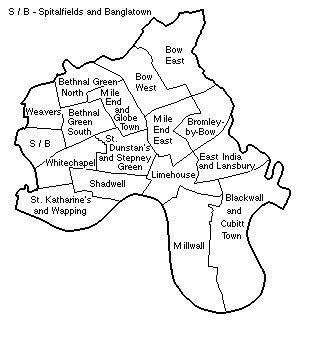 S / B - Spitalfields and Banglatown
Bow
East
Bow
West
Bethnal Green
North
Mile
End
and
Globe
Town
Weavers
Bethnal
Green
South
Mile
End
East
Bromley-
by-Bow
S / B
St.
Dunstan's
and Stepney
Green
Whitechapel
East India
and Lansbury
Limehouse
Shadwell
St. Katharine's
and Wapping
Blackwall
and
Cubitt
Town
Millwall